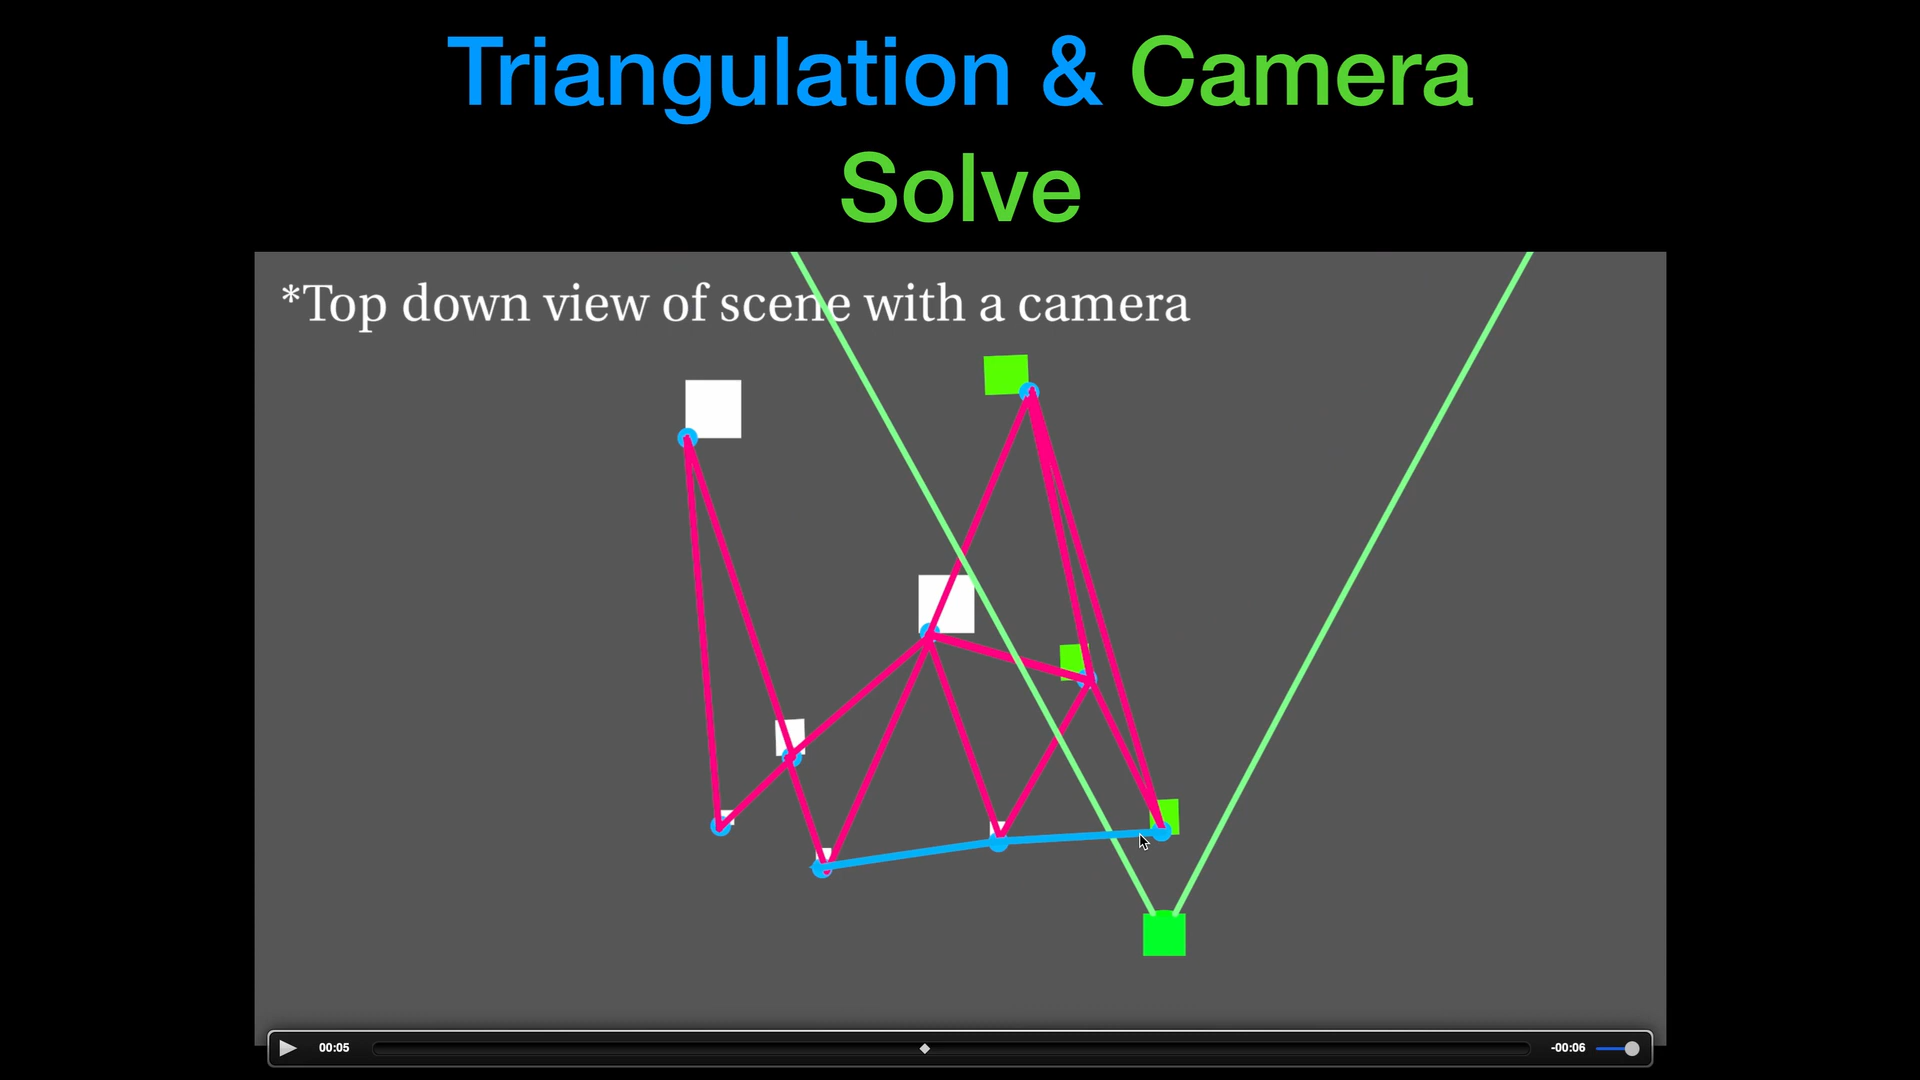 Triangulation & Camera
Solve
*Top down view of scene with a camera
00:05
-00:06